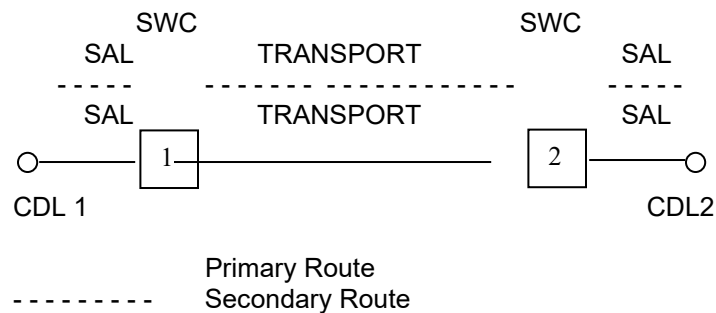 SWC SWC
SAL TRANSPORT SAL
SAL TRANSPORT SAL
1 2
CDL 1 CDL2
Primary Route
Secondary Route